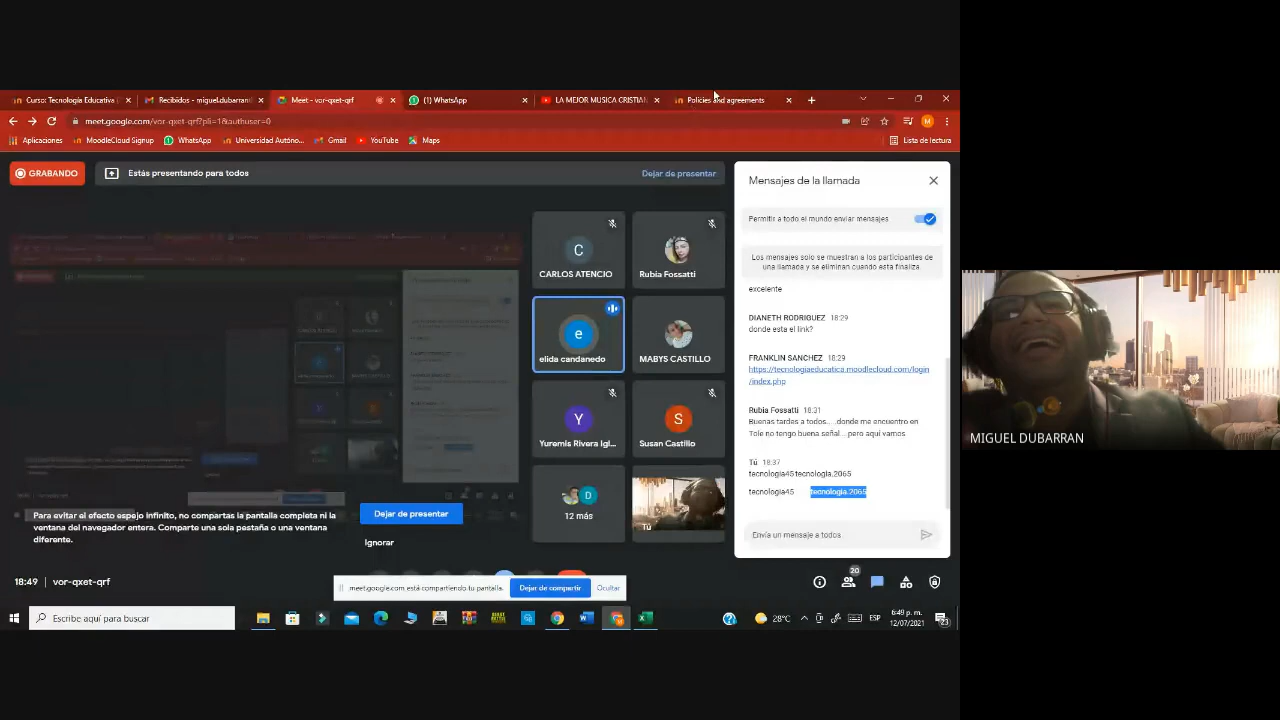 Curso: Tecnología Educativa (
Recibidos - miguel.dubarran
Meet - vor-qxet-qrf
(1) WhatsApp
LA MEJOR MUSICA CRISTIAN
Policies and agreements
meet.google.com/vor-qxet-qrf?pli=1&authuser=0
Aplicaciones
MoodleCloud Signup
WhatsApp
Universidad Autóno...
Gmail
YouTube
Maps
Lista de lectura
GRABANDO
Estás presentando para todos
Dejar de presentar
Mensajes de la llamada
Permitir a todo el mundo enviar mensajes
Los mensajes solo se muestran a los participantes de
una llamada y se eliminan cuando esta finaliza
excelente
DIANETH RODRIGUEZ 18:29
donde esta el link?
FRANKLIN SANCHEZ 18:29
https://tecnologiaeducatica.moodlecloud.com/login
/index.php
Rubia Fossatti 18:31
Buenas tardes a todos.....donde me encuentro en
Tole no tengo buena señal....pero aquí vamos
Tú 18:37
tecnologia45 tecnologia.2065
tecnologia45 tecnologia.2065
Envía un mensaje a todos
C
CARLOS ATENCIO
Rubia Fossatti
e
elida candanedo
MABYS CASTILLO
Y
Yuremis Rivera Igl...
S
Susan Castillo
D
12 más
Tú
Para evitar el efecto espejo infinito, no compartas la pantalla completa ni la
ventana del navegador entera. Comparte una sola pestaña o una ventana
diferente.
Dejar de presentar
Ignorar
18:49 | vor-qxet-qrf
meet.google.com está compartiendo tu pantalla.
Dejar de compartir
Ocultar
20
Escribe aquí para buscar
28°C
ESP
6:49 p. m.
12/07/2021
23
MIGUEL DUBARRAN